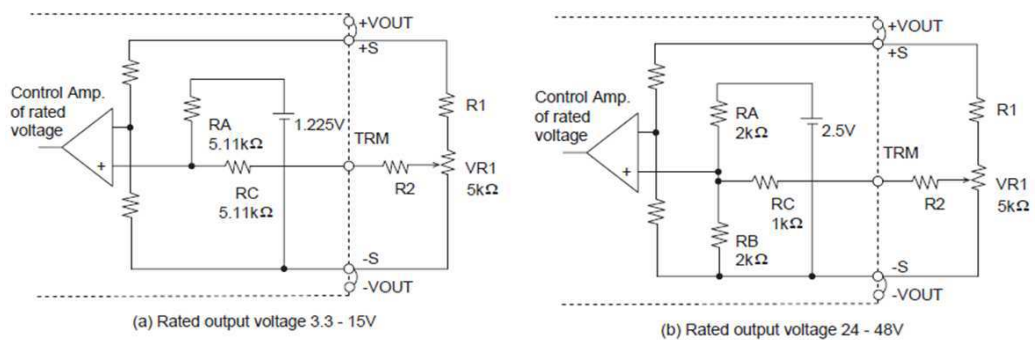 +VOUT
+S
Control Amp.
of rated
voltage
+
RA
5.11kΩ
1.225V
RC
5.11kΩ
TRM
R1
R2
VR1
5kΩ
-S
-VOUT
(a) Rated output voltage 3.3 - 15V
+VOUT
+S
Control Amp.
of rated
voltage
+
RA
2kΩ
2.5V
RC
1kΩ
RB
2kΩ
TRM
R1
R2
VR1
5kΩ
-S
-VOUT
(b) Rated output voltage 24 - 48V